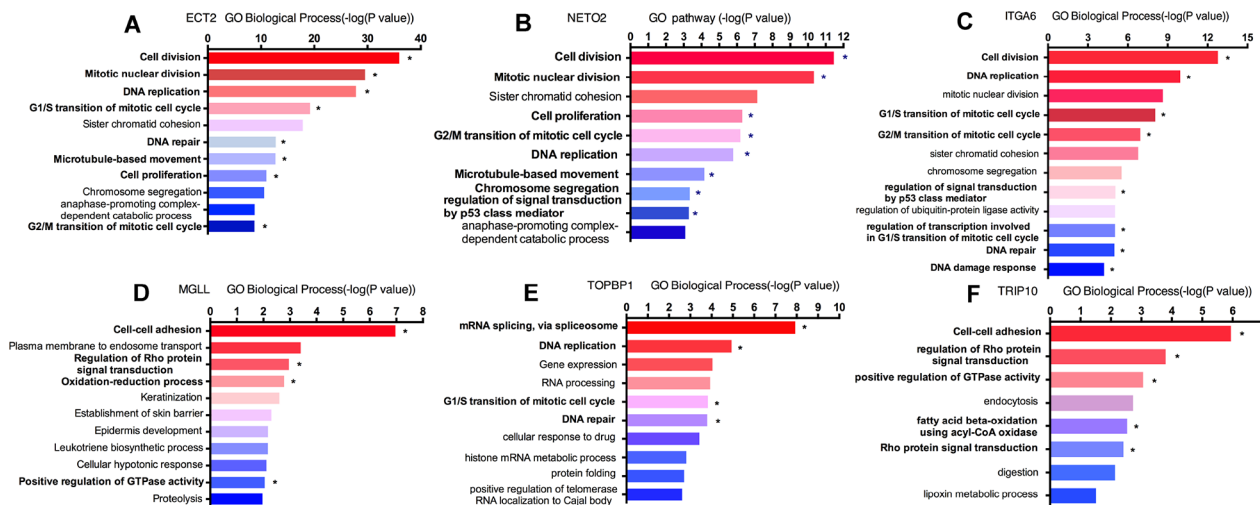 A
ECT2
GO Biological Process(-log(P value))
0 10 20 30 40
Cell division
*
Mitotic nuclear division
*
DNA replication
*
G1/S transition of mitotic cell cycle
*
Sister chromatid cohesion
DNA repair
*
Microtubule-based movement
*
Cell proliferation
*
Chromosome segregation
anaphase-promoting complex-
dependent catabolic process
G2/M transition of mitotic cell cycle
*
B
NETO2
GO pathway (-log(P value))
0 1 2 3 4 5 6 7 8 9 10 11 12
Cell division
*
Mitotic nuclear division
*
Sister chromatid cohesion
Cell proliferation
*
G2/M transition of mitotic cell cycle
*
DNA replication
*
Microtubule-based movement
*
Chromosome segregation
*
regulation of signal transduction
by p53 class mediator
*
anaphase-promoting complex-
dependent catabolic process
C
ITGA6
GO Biological Process(-log(P value))
0 3 6 9 12 15
Cell division
*
DNA replication
*
mitotic nuclear division
G1/S transition of mitotic cell cycle
*
G2/M transition of mitotic cell cycle
*
sister chromatid cohesion
chromosome segregation
regulation of signal transduction
by p53 class mediator
*
regulation of ubiquitin-protein ligase activity
regulation of transcription involved
in G1/S transition of mitotic cell cycle
*
DNA repair
*
DNA damage response
*
D
MGLL
GO Biological Process(-log(P value))
0 1 2 3 4 5 6 7 8
Cell-cell adhesion
*
Plasma membrane to endosome transport
Regulation of Rho protein
signal transduction
*
Oxidation-reduction process
*
Keratinization
Establishment of skin barrier
Epidermis development
Leukotriene biosynthetic process
Cellular hypotonic response
Positive regulation of GTPase activity
*
Proteolysis
E
TOPBP1
GO Biological Process(-log(P value))
0 1 2 3 4 5 6 7 8 9 10
mRNA splicing, via spliceosome
*
DNA replication
*
Gene expression
RNA processing
G1/S transition of mitotic cell cycle
*
DNA repair
*
cellular response to drug
histone mRNA metabolic process
protein folding
positive regulation of telomerase
RNA localization to Cajal body
F
TRIP10
GO Biological Process(-log(P value))
0 1 2 3 4 5 6
Cell-cell adhesion
*
regulation of Rho protein
signal transduction
*
positive regulation of GTPase activity
*
endocytosis
fatty acid beta-oxidation
using acyl-CoA oxidase
*
Rho protein signal transduction
*
digestion
lipoxin metabolic process